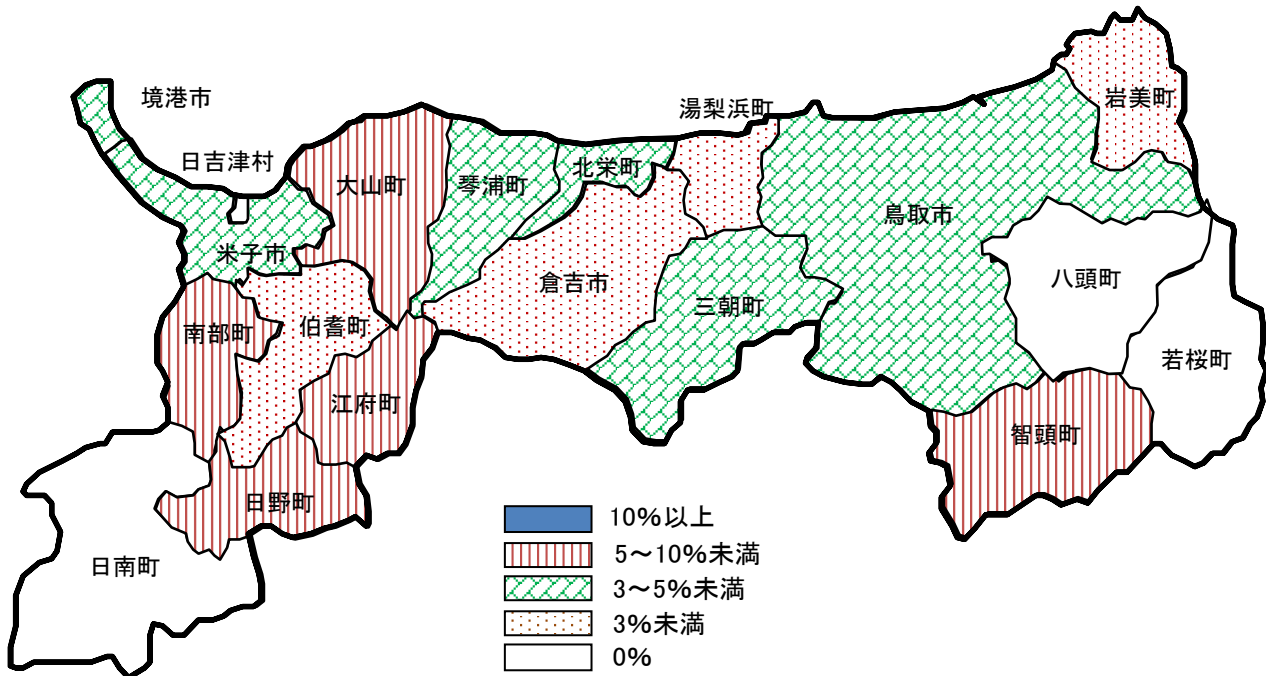 境港市
湯梨浜町
岩美町
日吉津村
大山町
琴浦町
北栄町
鳥取市
米子市
倉吉市
八頭町
三朝町
南部町
伯耆町
若桜町
江府町
智頭町
日野町
日南町
10%以上
5～10%未満
3～5%未満
3%未満
0%